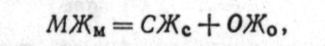 МЖм = СЖс + ОЖо,